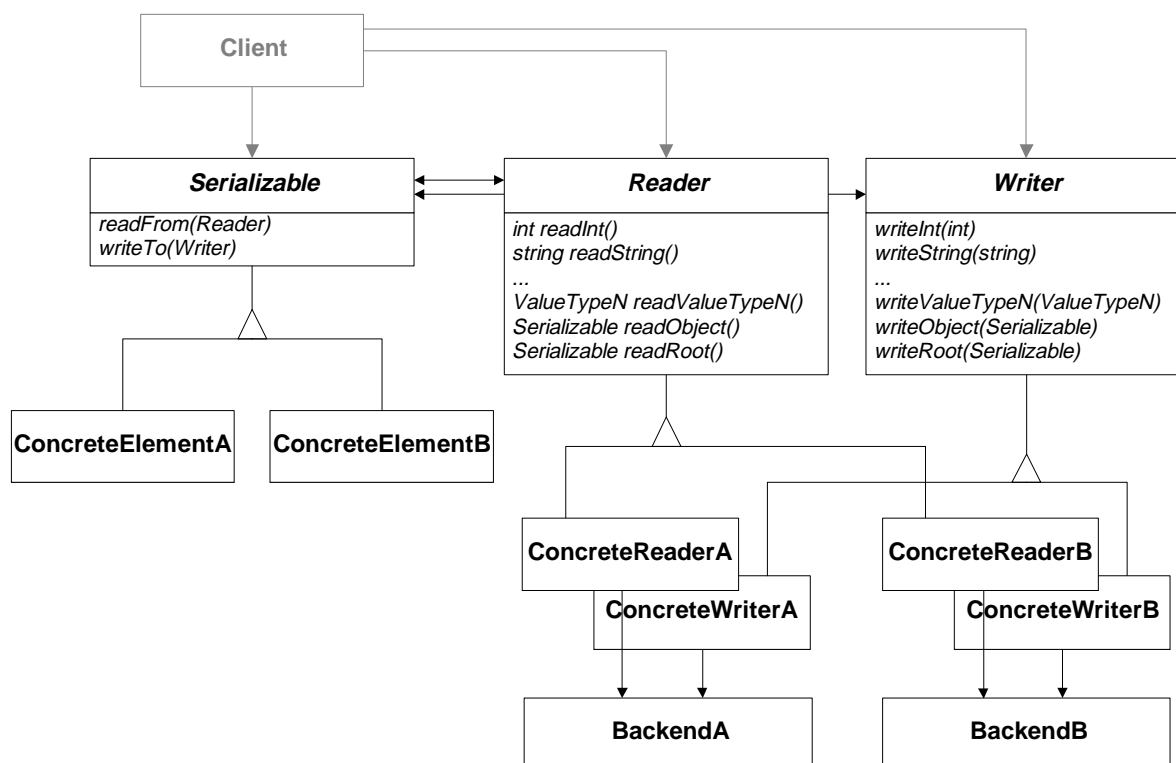 Client
Serializable
readFrom(Reader)
writeTo(Writer)
Reader
int readInt()
string readString()
...
ValueTypeN readValueTypeN()
Serializable readObject()
Serializable readRoot()
Writer
writeInt(int)
writeString(string)
...
writeValueTypeN(ValueTypeN)
writeObject(Serializable)
writeRoot(Serializable)
ConcreteElementA
ConcreteElementB
ConcreteReaderA
ConcreteReaderB
ConcreteWriterA
ConcreteWriterB
BackendA
BackendB